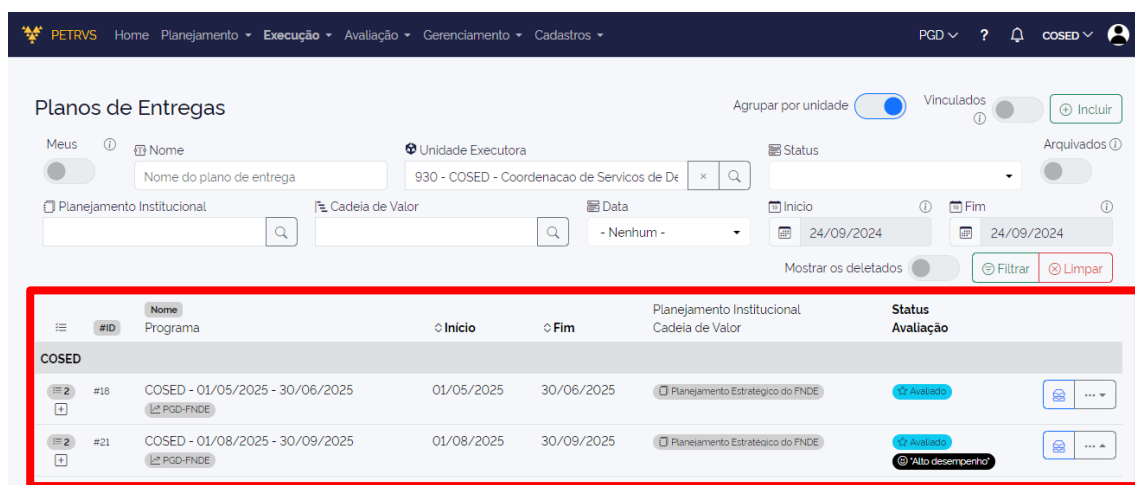 PETRVS Home Planejamento Execução Avaliação Gerenciamento Cadastros PGD ? COSED
Planos de Entregas Agrupar por unidade Vinculados Incluir
Meus Nome Unidade Executora Status Arquivados
Nome do plano de entrega 930 - COSED - Coordenacao de Servicos de De ×
Planejamento Institucional Cadeia de Valor Data Início Fim
- Nenhum - 24/09/2024 24/09/2024
Mostrar os deletados Filtrar Limpar
Nome Planejamento Institucional Status
#ID Programa Início Fim Cadeia de Valor Avaliação
COSED
2 #18 COSED - 01/05/2025 - 30/06/2025 01/05/2025 30/06/2025 Planejamento Estratégico do FNDE Avaliado ...
PGD-FNDE
2 #21 COSED - 01/08/2025 - 30/09/2025 01/08/2025 30/09/2025 Planejamento Estratégico do FNDE Avaliado ...
PGD-FNDE "Alto desempenho"